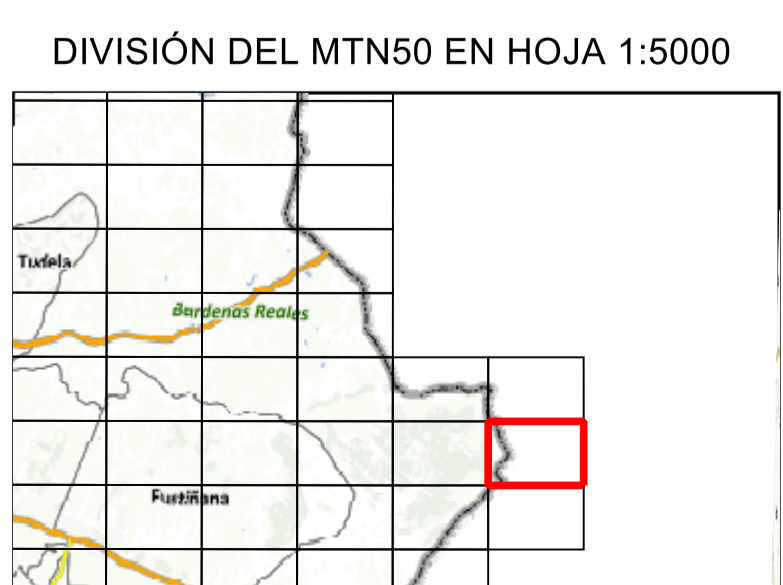 DIVISIÓN DEL MTN50 EN HOJA 1:5000
Tudela
Bardenas Reales
Fustiñana